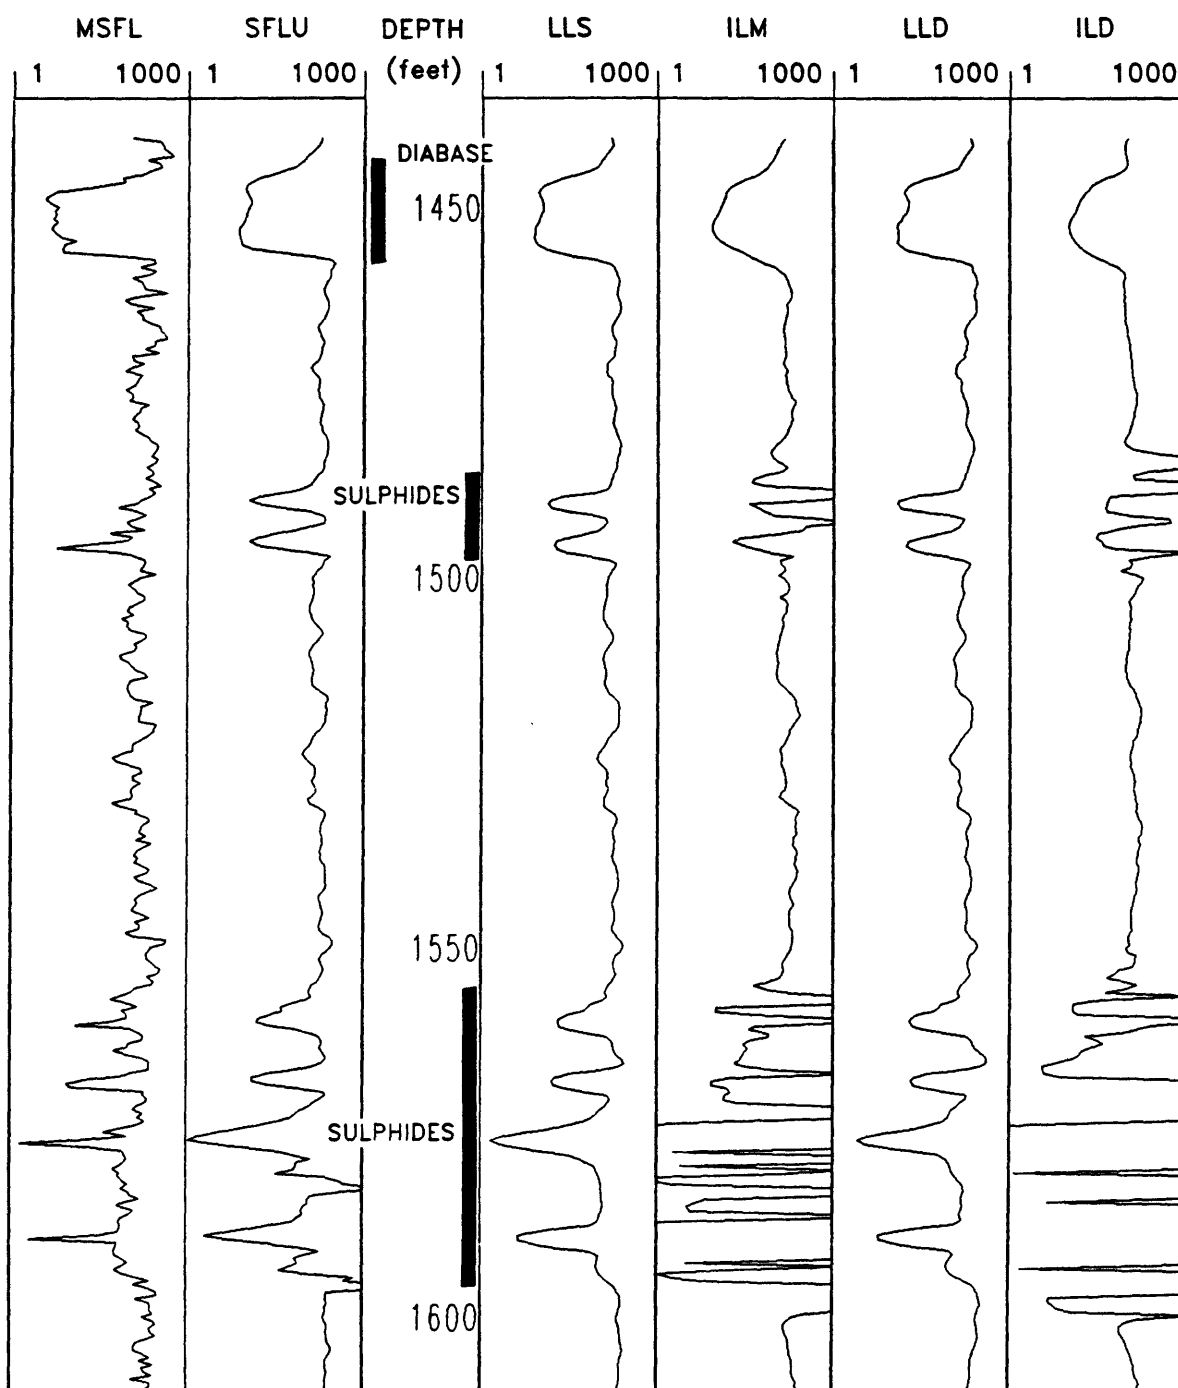 MSFL SFLU DEPTH LLS ILM LLD ILD
(feet)
1 1000 1 1000 1 1000 1 1000 1 1000 1 1000
DIABASE
1450
SULPHIDES
1500
1550
SULPHIDES
1600